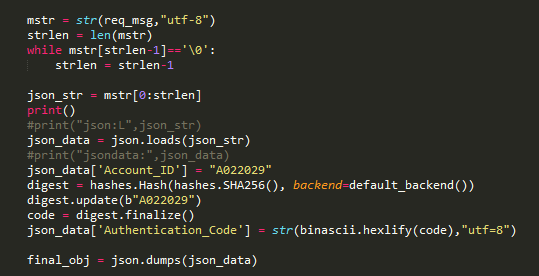 mstr = str(req_msg,"utf-8")
strlen = len(mstr)
while mstr[strlen-1]=='\0':
    strlen = strlen-1

json_str = mstr[0:strlen]
print()
#print("json:L",json_str)
json_data = json.loads(json_str)
#print("jsondata:",json_data)
json_data['Account_ID'] = "A022029"
digest = hashes.Hash(hashes.SHA256(), backend=default_backend())
digest.update(b"A022029")
code = digest.finalize()
json_data['Authentication_Code'] = str(binascii.hexlify(code),"utf=8")

final_obj = json.dumps(json_data)